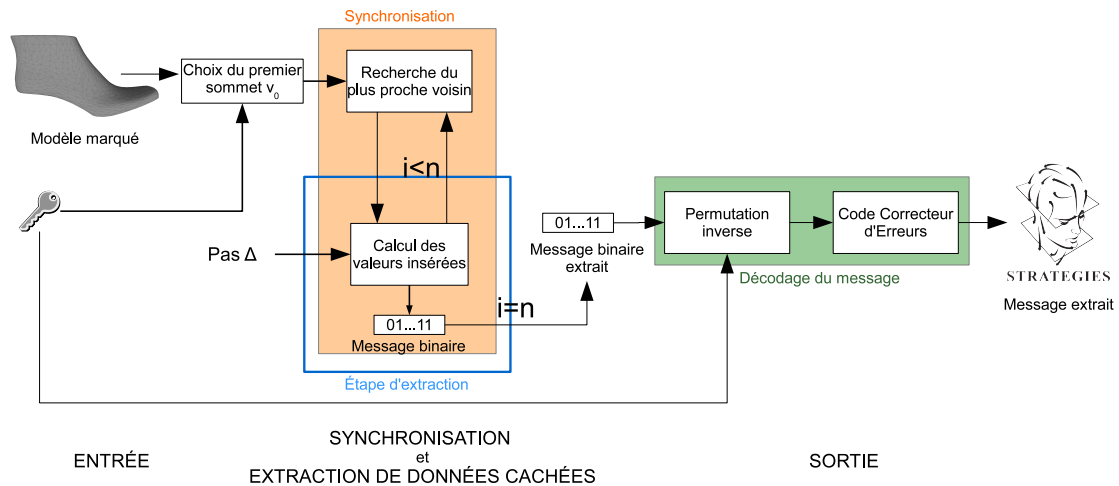 Synchronisation
Choix du premier
sommet v0
Recherche du
plus proche voisin
Modèle marqué
i<n
Pas Δ
Calcul des
valeurs insérées
01...11
Message binaire
i=n
Étape d'extraction
01...11
Message binaire
extrait
Permutation
inverse
Code Correcteur
d'Erreurs
Décodage du message
STRATEGIES
Message extrait
ENTRÉE
SYNCHRONISATION
et
EXTRACTION DE DONNÉES CACHÉES
SORTIE